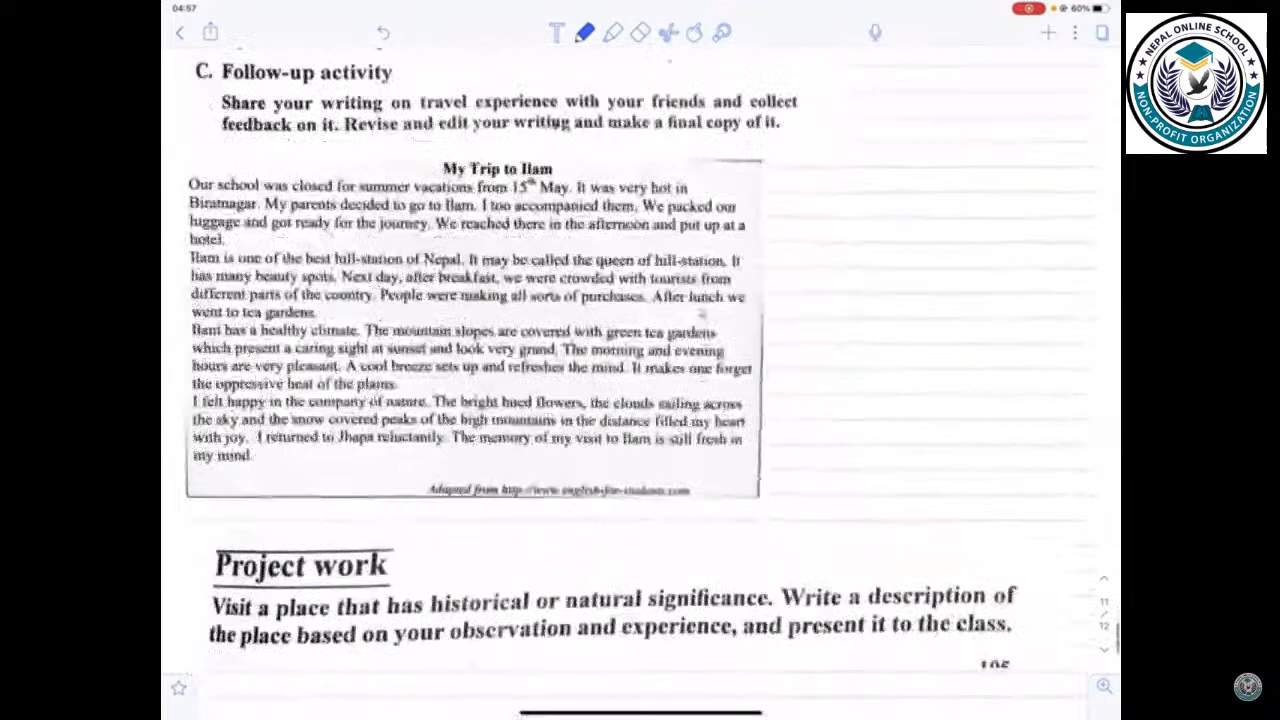 04:57
60%
NEPAL ONLINE SCHOOL
NON-PROFIT ORGANIZATION
C. Follow-up activity
Share your writing on travel experience with your friends and collect
feedback on it. Revise and edit your writing and make a final copy of it.
My Trip to Ilam
Our school was closed for summer vacations from 15th May. It was very hot in
Biratnagar. My parents decided to go to Ilam. I too accompanied them. We packed our
luggage and got ready for the journey. We reached there in the afternoon and put up at a
hotel.
Ilam is one of the best hill-station of Nepal. It may be called the queen of hill-station. It
has many beauty spots. Next day, after breakfast, we were crowded with tourists from
different parts of the country. People were making all sorts of purchases. After lunch we
went to tea gardens.
Ilam has a healthy climate. The mountain slopes are covered with green tea gardens
which present a caring sight at sunset and look very grand. The morning and evening
hours are very pleasant. A cool breeze sets up and refreshes the mind. It makes one forget
the oppressive heat of the plains.
I felt happy in the company of nature. The bright hued flowers, the clouds sailing across
the sky and the snow covered peaks of the high mountains in the distance filled my heart
with joy. I returned to Jhapa reluctantly. The memory of my visit to Ilam is still fresh in
my mind.
Adapted from http://www.english-for-students.com
Project work
Visit a place that has historical or natural significance. Write a description of
the place based on your observation and experience, and present it to the class.
11
12